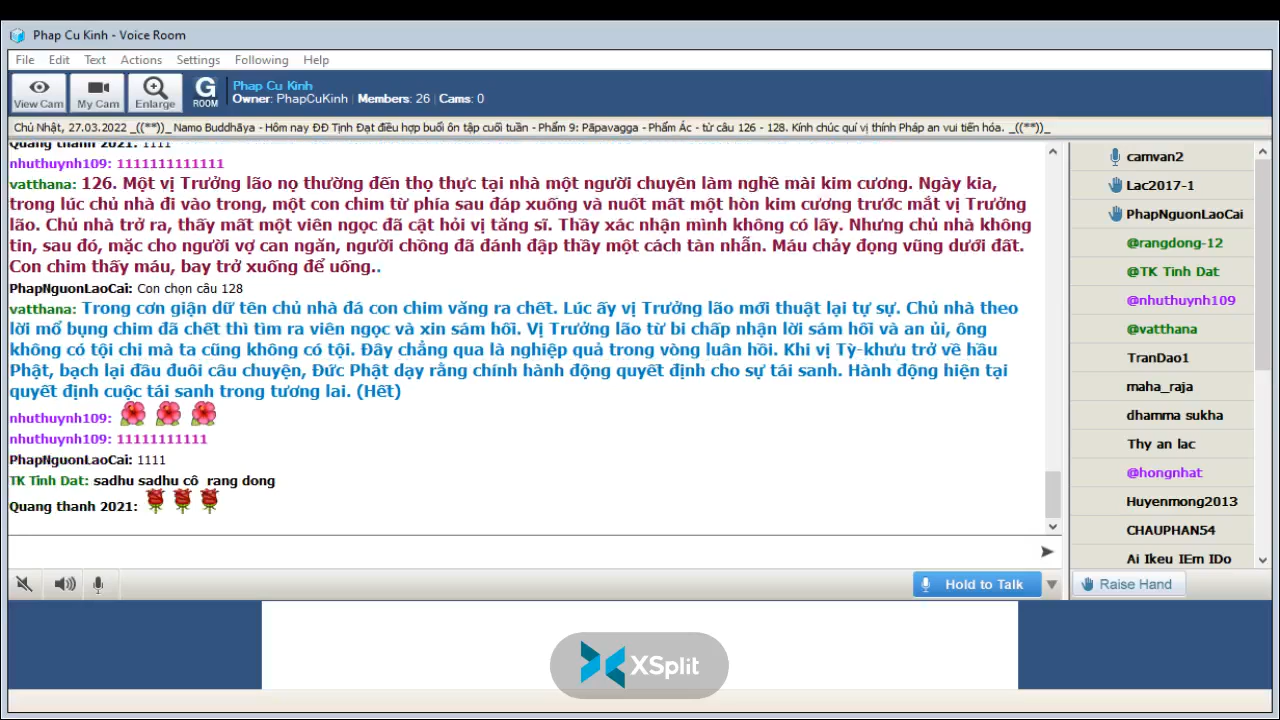 Phap Cu Kinh - Voice Room
File Edit Text Actions Settings Following Help
View Cam My Cam Enlarge G ROOM
Phap Cu Kinh
Owner: PhapCuKinh | Members: 26 | Cams: 0
Chủ Nhật, 27.03.2022 _((**))_ Namo Buddhāya - Hôm nay ĐĐ Tịnh Đạt điều hợp buổi ôn tập cuối tuần - Phẩm 9: Pāpavagga - Phẩm Ác - từ câu 126 - 128. Kính chúc quí vị thính Pháp an vui tiến hóa. _((**))_
Quang thanh 2021: 1111
nhuthuynh109: 1111111111111
vatthana: 126. Một vị Trưởng lão nọ thường đến thọ thực tại nhà một người chuyên làm nghề mài kim cương. Ngày kia,
trong lúc chủ nhà đi vào trong, một con chim từ phía sau đáp xuống và nuốt mất một hòn kim cương trước mắt vị Trưởng
lão. Chủ nhà trở ra, thấy mất một viên ngọc đã cật hỏi vị tăng sĩ. Thầy xác nhận mình không có lấy. Nhưng chủ nhà không
tin, sau đó, mặc cho người vợ can ngăn, người chồng đã đánh đập thầy một cách tàn nhẫn. Máu chảy đọng vũng dưới đất.
Con chim thấy máu, bay trở xuống để uống..
PhapNguonLaoCai: Con chọn câu 128
vatthana: Trong cơn giận dữ tên chủ nhà đá con chim văng ra chết. Lúc ấy vị Trưởng lão mới thuật lại tự sự. Chủ nhà theo
lời mổ bụng chim đã chết thì tìm ra viên ngọc và xin sám hối. Vị Trưởng lão từ bi chấp nhận lời sám hối và an ủi, ông
không có tội chi mà ta cũng không có tội. Đây chẳng qua là nghiệp quả trong vòng luân hồi. Khi vị Tỳ-khưu trở về hầu
Phật, bạch lại đầu đuôi câu chuyện, Đức Phật dạy rằng chính hành động quyết định cho sự tái sanh. Hành động hiện tại
quyết định cuộc tái sanh trong tương lai. (Hết)
nhuthuynh109:
nhuthuynh109: 11111111111
PhapNguonLaoCai: 1111
TK Tinh Dat: sadhu sadhu cô rang dong
Quang thanh 2021:
camvan2
Lac2017-1
PhapNguonLaoCai
@rangdong-12
@TK Tinh Dat
@nhuthuynh109
@vatthana
TranDao1
maha_raja
dhamma sukha
Thy an lac
@hongnhat
Huyenmong2013
CHAUPHAN54
Ai Ikeu IEm IDo
Hold to Talk
Raise Hand
XSplit